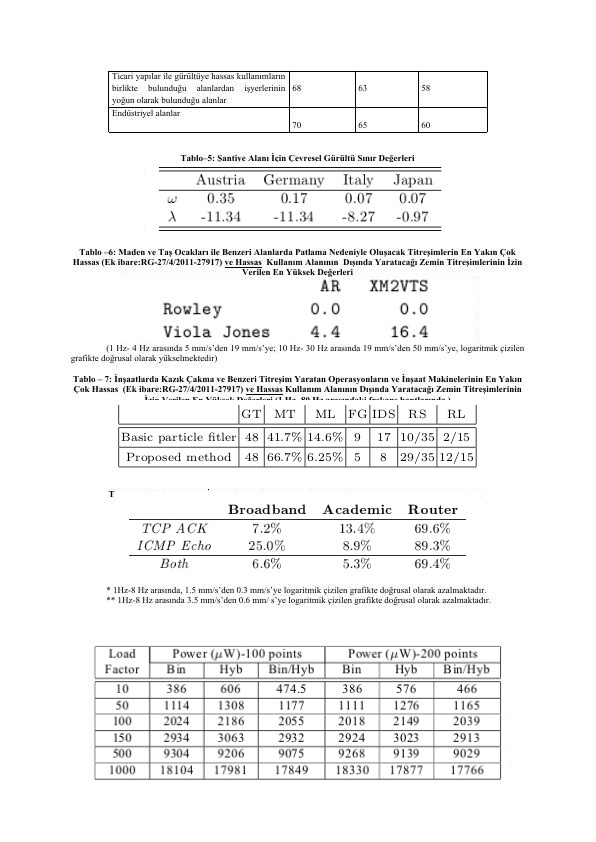 Ticari yapılar ile gürültüye hassas kullanımların
birlikte bulunduğu alanlardan işyerlerinin
yoğun olarak bulunduğu alanlar
68 63 58
Endüstriyel alanlar
70 65 60
Tablo–5: Şantiye Alanı İçin Çevresel Gürültü Sınır Değerleri
Austria Germany Italy Japan
ω 0.35 0.17 0.07 0.07
λ -11.34 -11.34 -8.27 -0.97
Tablo –6: Maden ve Taş Ocakları ile Benzeri Alanlarda Patlama Nedeniyle Oluşacak Titreşimlerin En Yakın Çok
Hassas (Ek ibare:RG-27/4/2011-27917) ve Hassas Kullanım Alanının Dışında Yaratacağı Zemin Titreşimlerinin İzin
Verilen En Yüksek Değerleri
AR XM2VTS
Rowley 0.0 0.0
Viola Jones 4.4 16.4
(1 Hz- 4 Hz arasında 5 mm/s’den 19 mm/s’ye; 10 Hz- 30 Hz arasında 19 mm/s’den 50 mm/s’ye, logaritmik çizilen
grafikte doğrusal olarak yükselmektedir)
Tablo – 7: İnşaatlarda Kazık Çakma ve Benzeri Titreşim Yaratan Operasyonların ve İnşaat Makinelerinin En Yakın
Çok Hassas (Ek ibare:RG-27/4/2011-27917) ve Hassas Kullanım Alanının Dışında Yaratacağı Zemin Titreşimlerinin
GT MT ML FG IDS RS RL
Basic particle fitler 48 41.7% 14.6% 9 17 10/35 2/15
Proposed method 48 66.7% 6.25% 5 8 29/35 12/15
T
Broadband Academic Router
TCP ACK 7.2% 13.4% 69.6%
ICMP Echo 25.0% 8.9% 89.3%
Both 6.6% 5.3% 69.4%
* 1Hz-8 Hz arasında, 1.5 mm/s’den 0.3 mm/s’ye logaritmik çizilen grafikte doğrusal olarak azalmaktadır.
** 1Hz-8 Hz arasında 3.5 mm/s’den 0.6 mm/ s’ye logaritmik çizilen grafikte doğrusal olarak azalmaktadır.
Load Factor Power (μW)-100 points Power (μW)-200 points
Bin Hyb Bin/Hyb Bin Hyb Bin/Hyb
10 386 606 474.5 386 576 466
50 1114 1308 1177 1111 1276 1165
100 2024 2186 2055 2018 2149 2039
150 2934 3063 2932 2924 3023 2913
500 9304 9206 9075 9268 9139 9029
1000 18104 17981 17849 18330 17877 17766